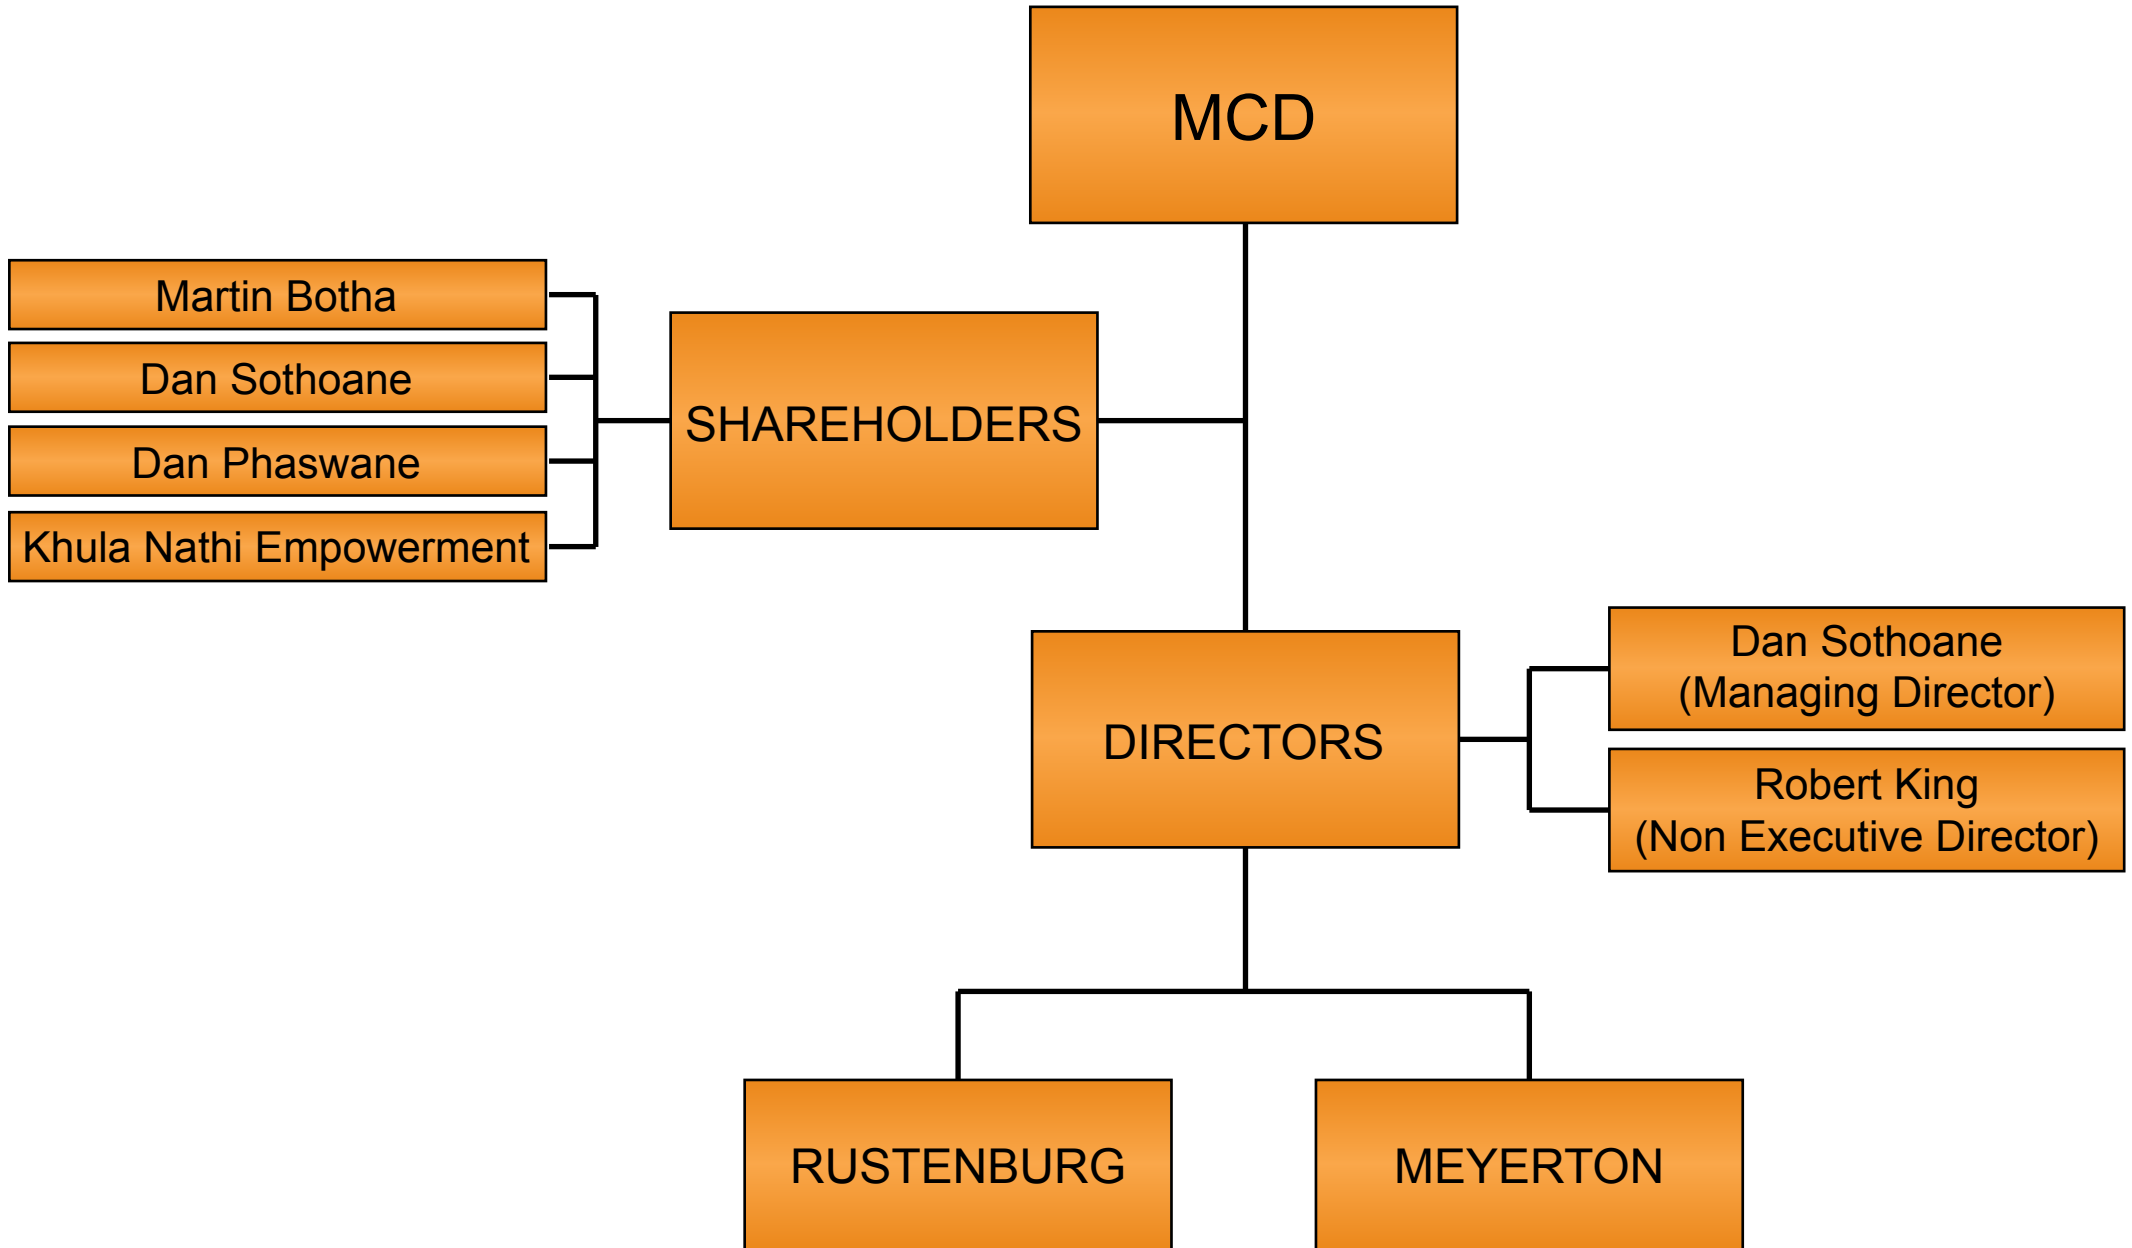 MCD
Martin Botha
Dan Sothoane
Dan Phaswane
Khula Nathi Empowerment
SHAREHOLDERS
DIRECTORS
Dan Sothoane
(Managing Director)
Robert King
(Non Executive Director)
RUSTENBURG
MEYERTON